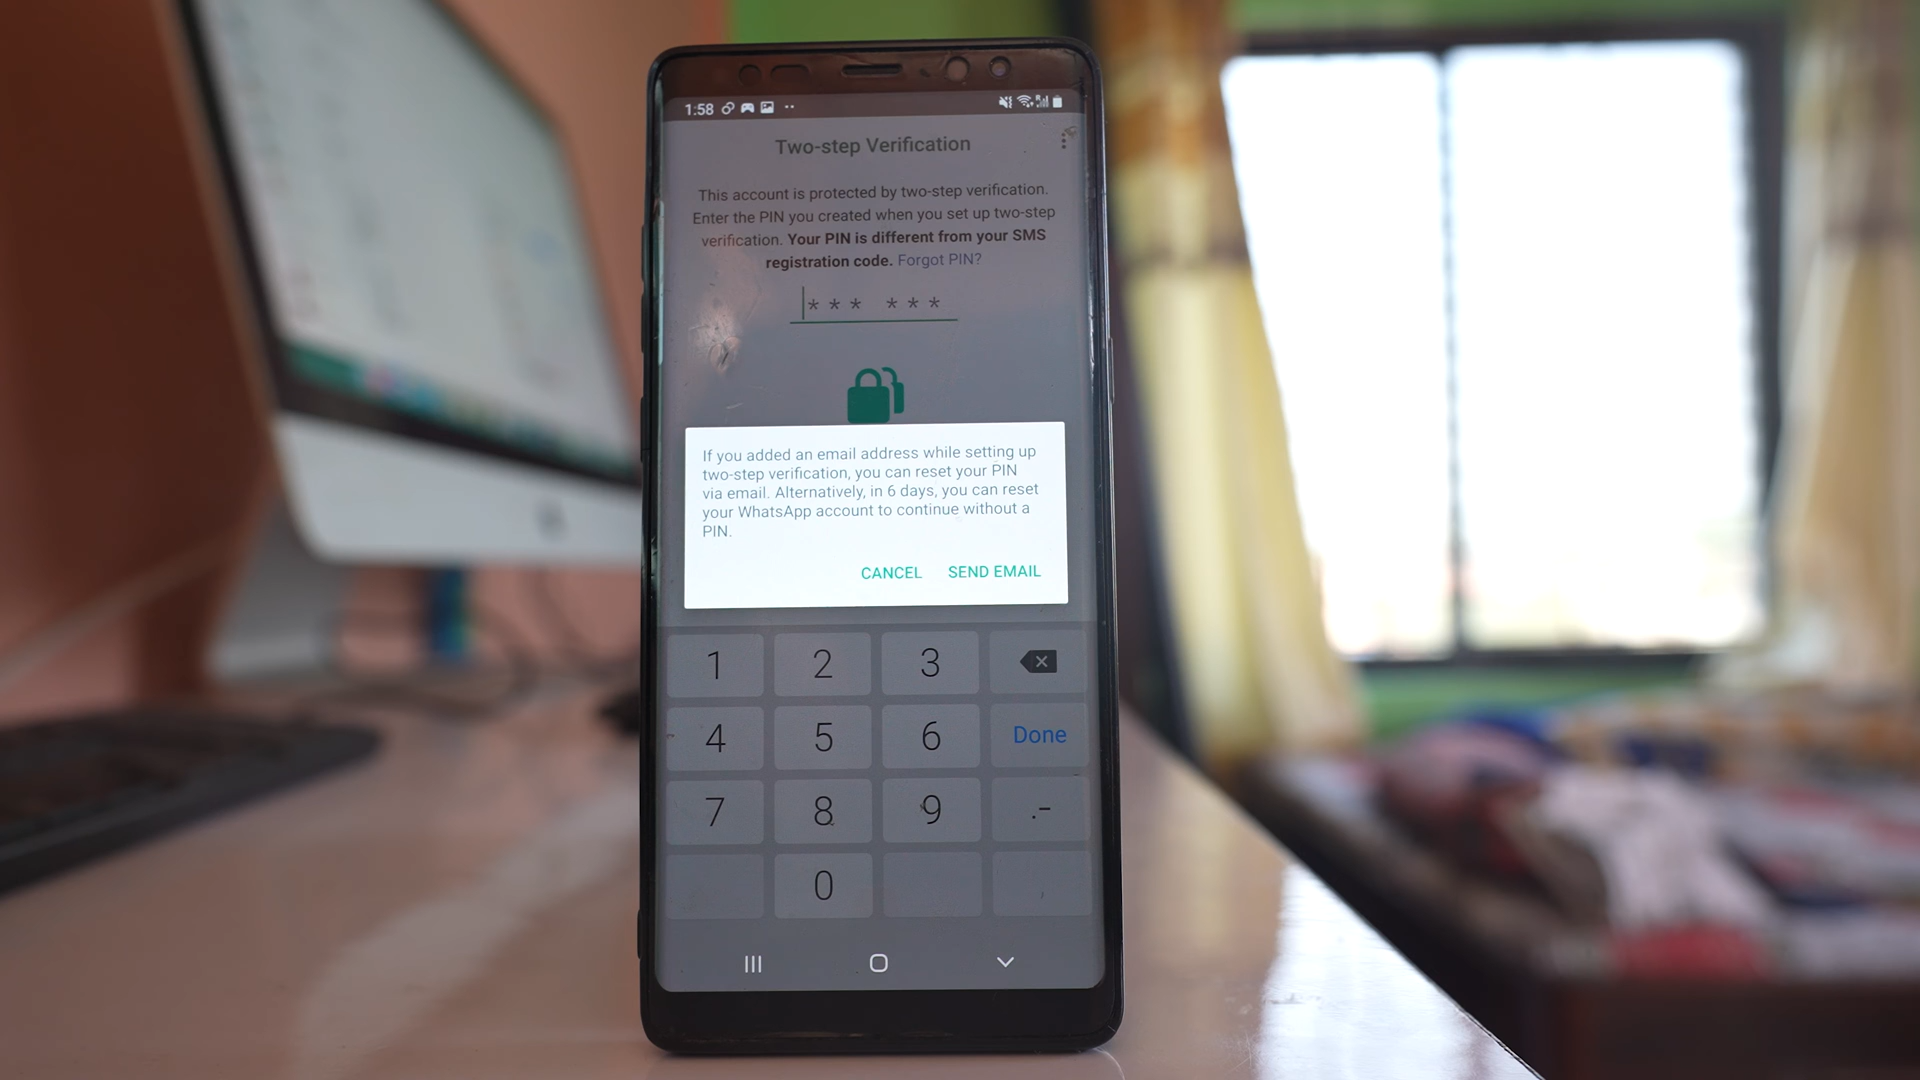 1:58
Two-step Verification
This account is protected by two-step verification.
Enter the PIN you created when you set up two-step
verification. Your PIN is different from your SMS
registration code. Forgot PIN?
*** ***
If you added an email address while setting up
two-step verification, you can reset your PIN
via email. Alternatively, in 6 days, you can reset
your WhatsApp account to continue without a
PIN.
CANCEL SEND EMAIL
1 2 3
4 5 6 Done
7 8 9 .-
0 ,